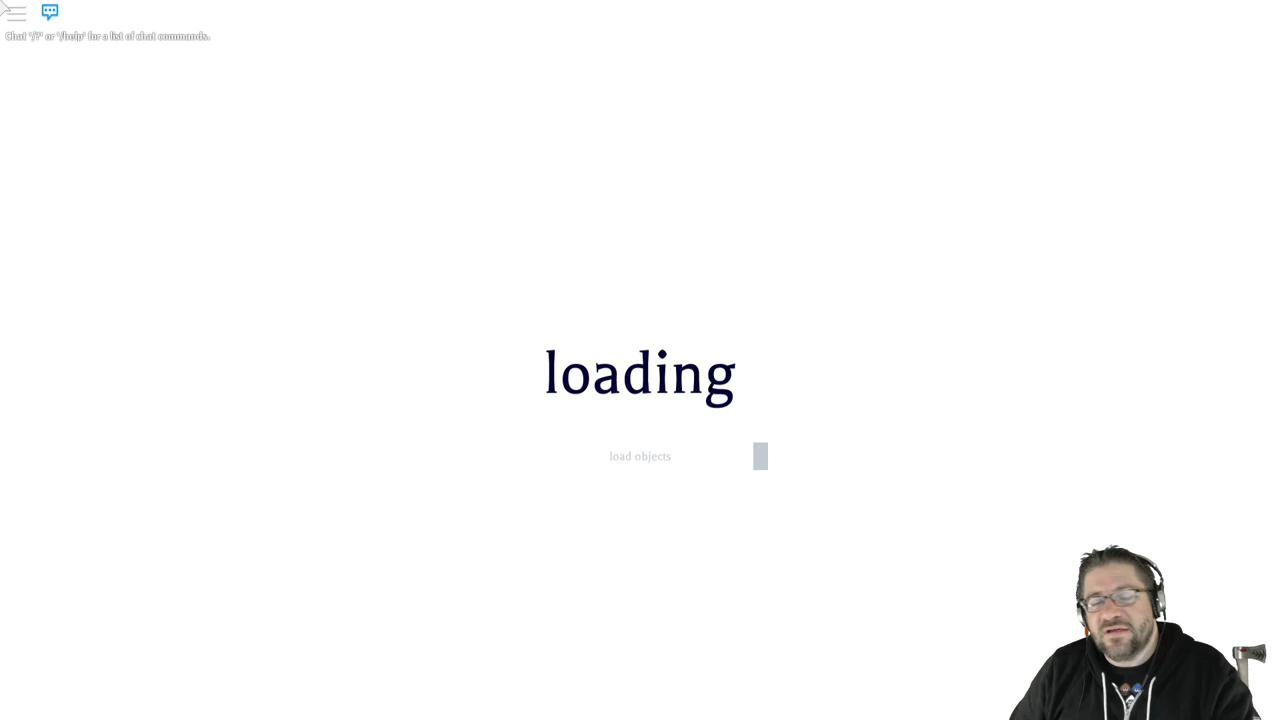 Chat '/?' or '/help' for a list of chat commands.
loading
load objects